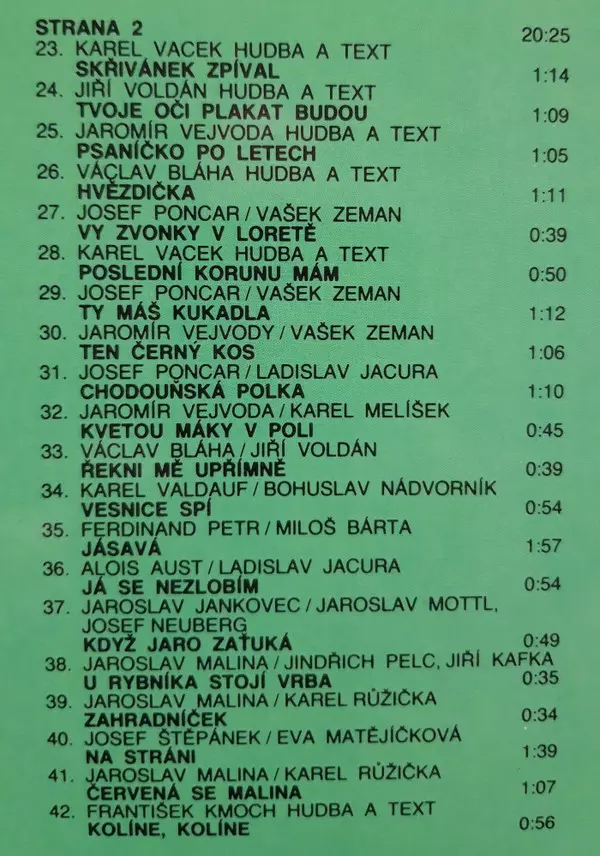 STRANA 2 20:25
23. KAREL VACEK HUDBA A TEXT
SKŘIVÁNEK ZPÍVAL 1:14
24. JIŘÍ VOLDÁN HUDBA A TEXT
TVOJE OČI PLAKAT BUDOU 1:09
25. JAROMÍR VEJVODA HUDBA A TEXT
PSANÍČKO PO LETECH 1:05
26. VÁCLAV BLÁHA HUDBA A TEXT
HVĚZDIČKA 1:11
27. JOSEF PONCAR/VAŠEK ZEMAN
VY ZVONKY V LORETĚ 0:39
28. KAREL VACEK HUDBA A TEXT
POSLEDNÍ KORUNU MÁM 0:50
29. JOSEF PONCAR/VAŠEK ZEMAN
TY MÁŠ KUKADLA 1:12
30. JAROMÍR VEJVODY/VAŠEK ZEMAN
TEN ČERNÝ KOS 1:06
31. JOSEF PONCAR/LADISLAV JACURA
CHODOUŇSKÁ POLKA 1:10
32. JAROMÍR VEJVODA/KAREL MELÍŠEK
KVETOU MÁKY V POLI 0:45
33. VÁCLAV BLÁHA/JIŘÍ VOLDÁN
ŘEKNI MĚ UPŘÍMNĚ 0:39
34. KAREL VALDAUF/BOHUSLAV NÁDVORNÍK
VESNICE SPÍ 0:54
35. FERDINAND PETR/MILOŠ BÁRTA
JÁSAVÁ 1:57
36. ALOIS AUST/LADISLAV JACURA
JÁ SE NEZLOBÍM 0:54
37. JAROSLAV JANKOVEC/JAROSLAV MOTTL,
JOSEF NEUBERG
KDYŽ JARO ZAŤUKÁ 0:49
38. JAROSLAV MALINA/JINDŘICH PELC, JIŘÍ KAFKA
U RYBNÍKA STOJÍ VRBA 0:35
39. JAROSLAV MALINA/KAREL RŮŽIČKA
ZAHRADNÍČEK 0:34
40. JOSEF ŠTĚPÁNEK/EVA MATĚJÍČKOVÁ
NA STRÁNI 1:39
41. JAROSLAV MALINA/KAREL RŮŽIČKA
ČERVENÁ SE MALINA 1:07
42. FRANTIŠEK KMOCH HUDBA A TEXT
KOLÍNE, KOLÍNE 0:56